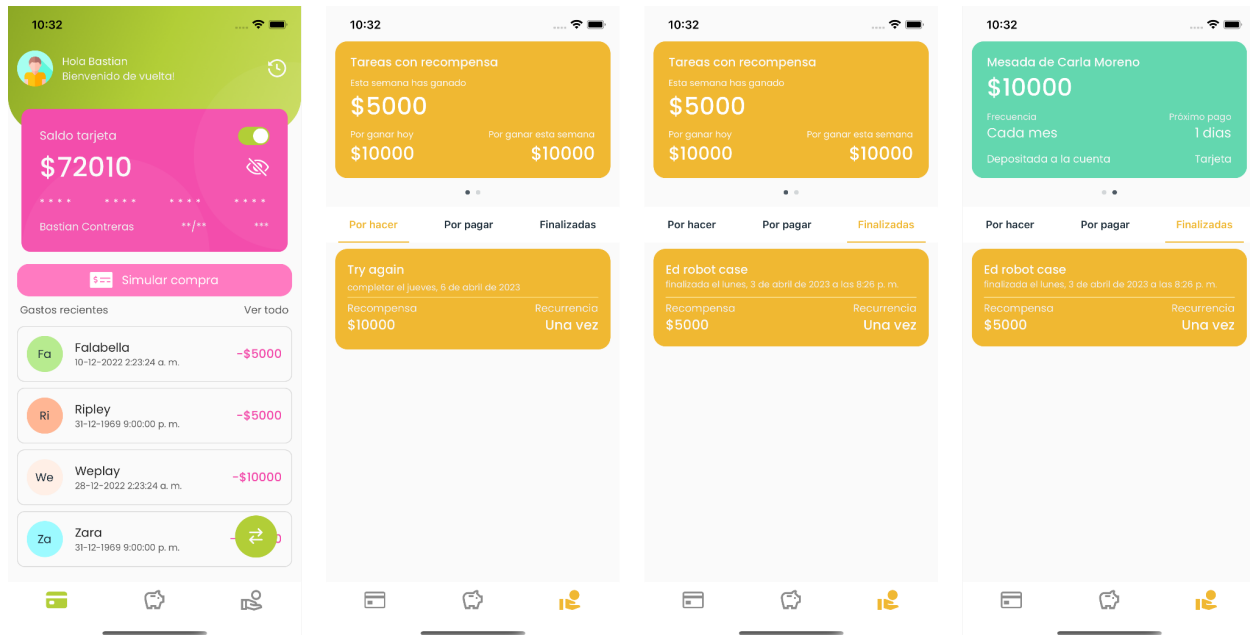 10:32
Hola Bastian
Bienvenido de vuelta!
Saldo tarjeta
$72010
**** **** **** ****
Bastian Contreras **/** ***
Simular compra
Gastos recientes Ver todo
Fa Falabella -$5000
10-12-2022 2:23:24 a. m.
Ri Ripley -$5000
31-12-1969 9:00:00 p. m.
We Weplay -$10000
28-12-2022 2:23:24 a. m.
Za Zara
31-12-1969 9:00:00 p. m.
10:32
Tareas con recompensa
Esta semana has ganado
$5000
Por ganar hoy Por ganar esta semana
$10000 $10000
Por hacer Por pagar Finalizadas
Try again
completar el jueves, 6 de abril de 2023
Recompensa Recurrencia
$10000 Una vez
10:32
Tareas con recompensa
Esta semana has ganado
$5000
Por ganar hoy Por ganar esta semana
$10000 $10000
Por hacer Por pagar Finalizadas
Ed robot case
finalizada el lunes, 3 de abril de 2023 a las 8:26 p. m.
Recompensa Recurrencia
$5000 Una vez
10:32
Mesada de Carla Moreno
$10000
Frecuencia Próximo pago
Cada mes 1 dias
Depositada a la cuenta Tarjeta
Por hacer Por pagar Finalizadas
Ed robot case
finalizada el lunes, 3 de abril de 2023 a las 8:26 p. m.
Recompensa Recurrencia
$5000 Una vez